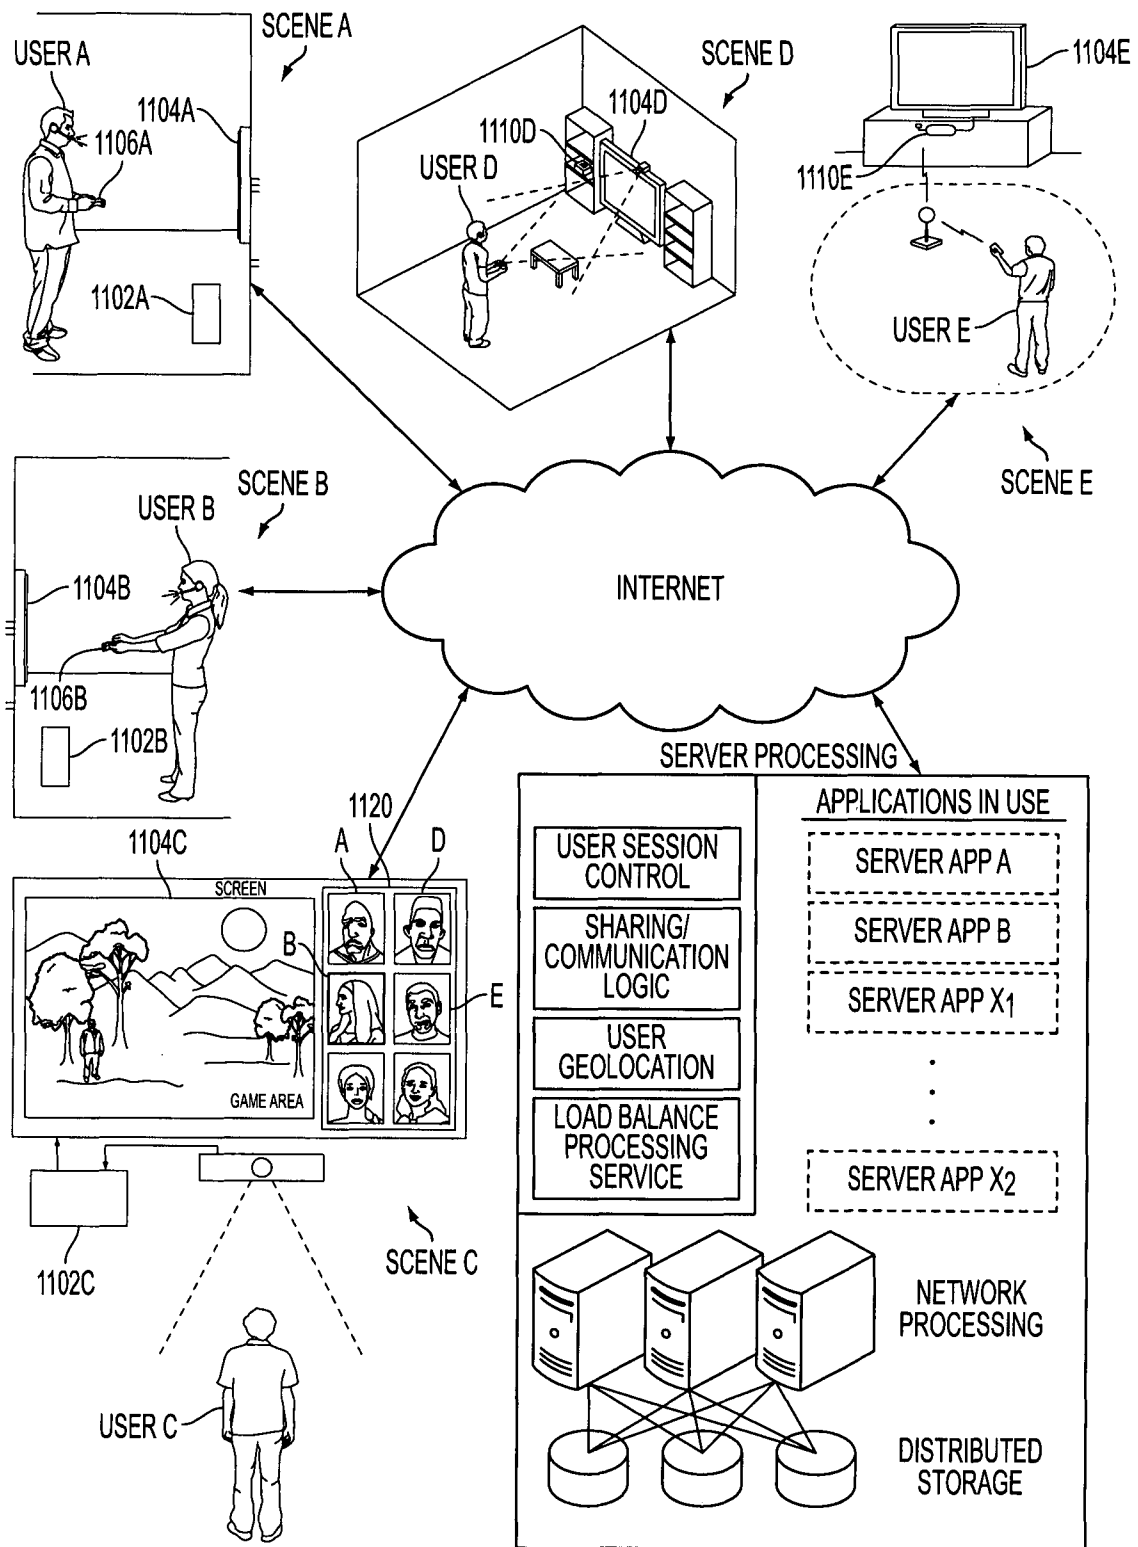 SCENE A
USER A
1104A
1106A
1102A
SCENE D
1104D
1110D
USER D
1104E
1110E
USER E
SCENE E
SCENE B
USER B
1104B
1106B
1102B
INTERNET
SERVER PROCESSING
1120
1104C
A
D
SCREEN
B
E
GAME AREA
1102C
SCENE C
USER C
USER SESSION
CONTROL
SHARING/
COMMUNICATION
LOGIC
USER
GEOLOCATION
LOAD BALANCE
PROCESSING
SERVICE
APPLICATIONS IN USE
SERVER APP A
SERVER APP B
SERVER APP X1
SERVER APP X2
NETWORK
PROCESSING
DISTRIBUTED
STORAGE